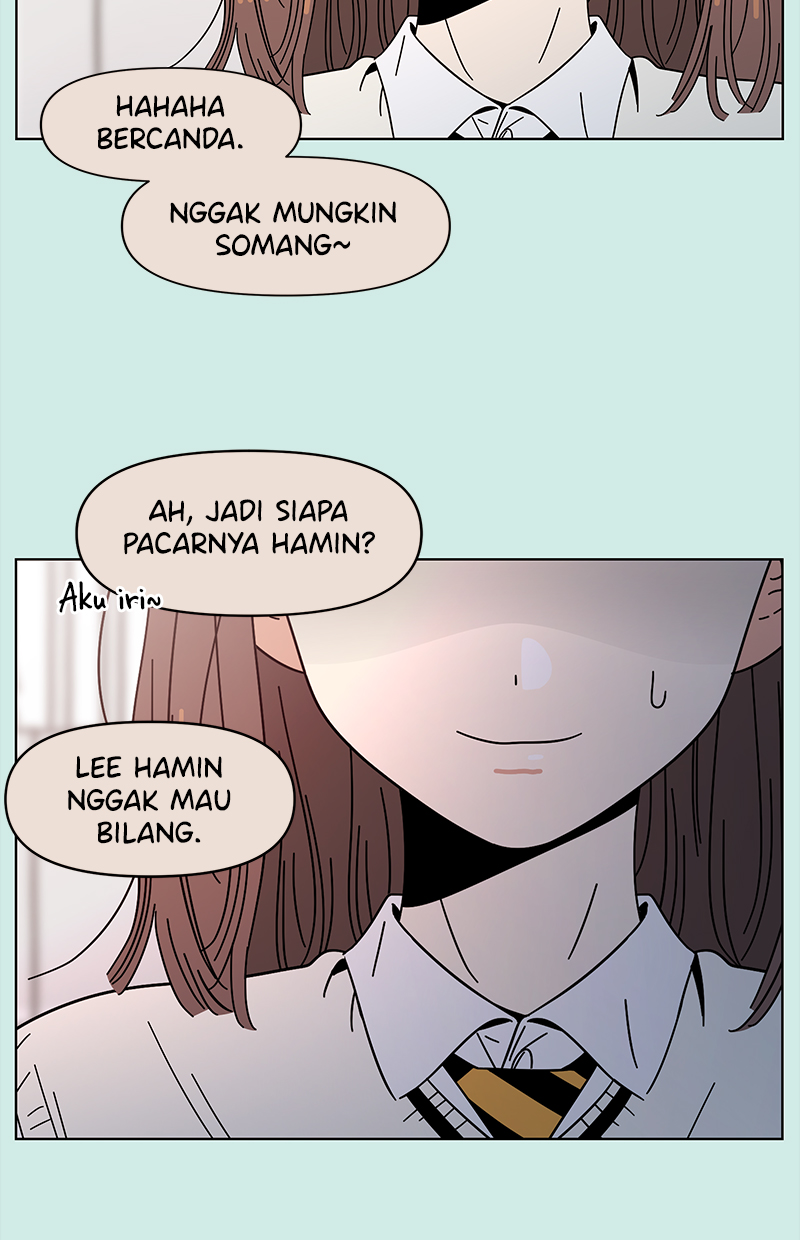 HAHAHA
BERCANDA.
NGGAK MUNGKIN
SOMANG~
AH, JADI SIAPA
PACARNYA HAMIN?
Aku iri~
LEE HAMIN
NGGAK MAU
BILANG.